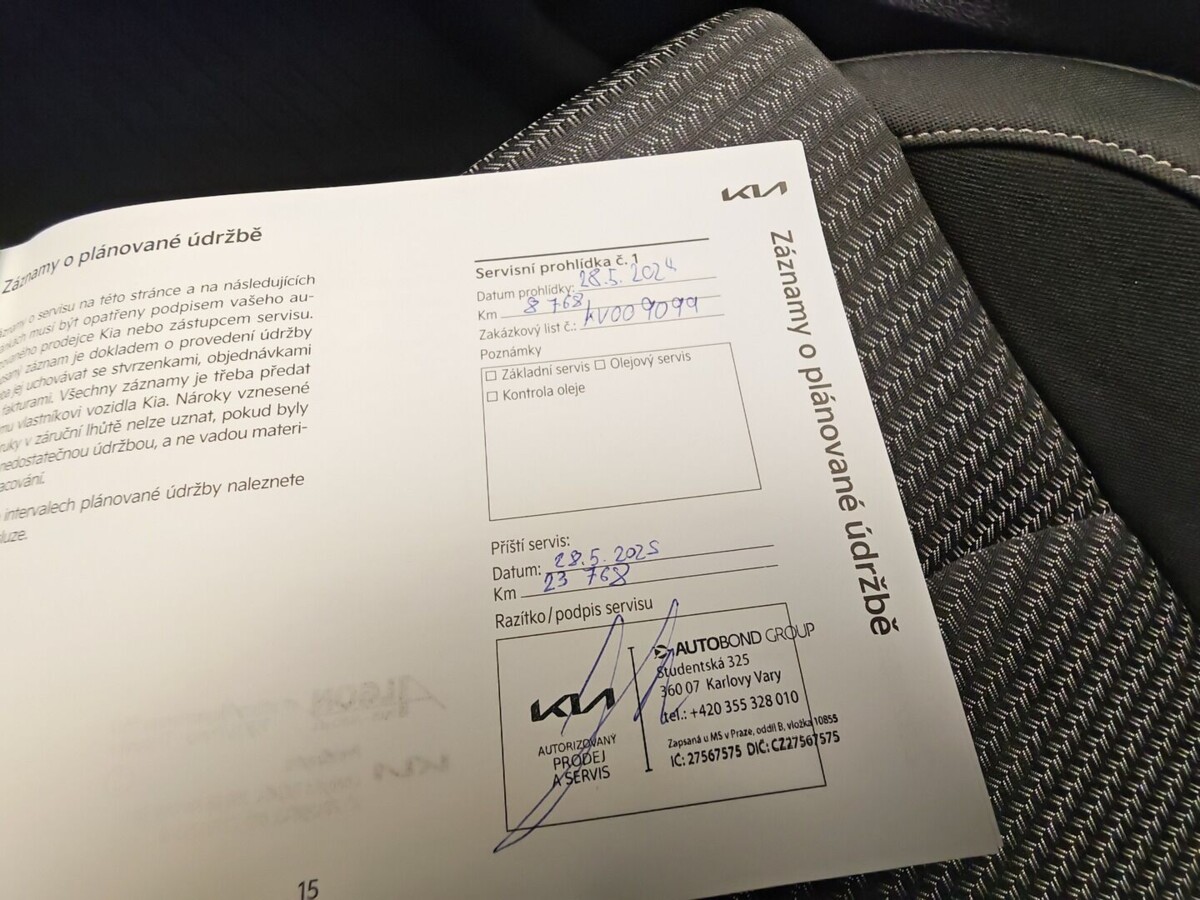 Záznamy o plánované údržbě
o servisu na této stránce a na následujících
musí být opatřeny podpisem vašeho au-
prodejce Kia nebo zástupcem servisu.
záznam je dokladem o provedení údržby
jej uchovávat se stvrzenkami, objednávkami
fakturami. Všechny záznamy je třeba předat
vlastníkovi vozidla Kia. Nároky vznesené
v záruční lhůtě nelze uznat, pokud byly
nedostatečnou údržbou, a ne vadou materi-
intervalech plánované údržby naleznete
15
KIA
Záznamy o plánované údržbě
Servisní prohlídka č. 1
Datum prohlídky: 28.5. 2024
Km 8 768
Zakázkový list č.: KV009099
Poznámky
Základní servis Olejový servis
Kontrola oleje
Příští servis:
Datum: 28.5. 2025
Km 23 768
Razítko/podpis servisu
KIA
AUTORIZOVANÝ
PRODEJ
A SERVIS
AUTOBOND GROUP
Studentská 325
360 07 Karlovy Vary
tel.: +420 355 328 010
Zapsaná u MS v Praze, oddíl B, vložka 10855
IČ: 27567575 DIČ: CZ27567575